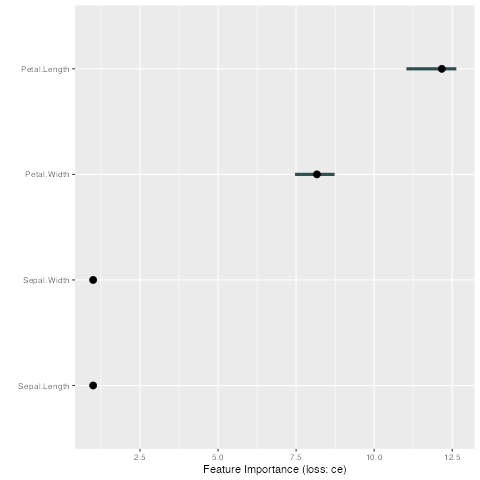 Petal.Length
Petal.Width
Sepal.Width
Sepal.Length
2.5 5.0 7.5 10.0 12.5
Feature Importance (loss: ce)